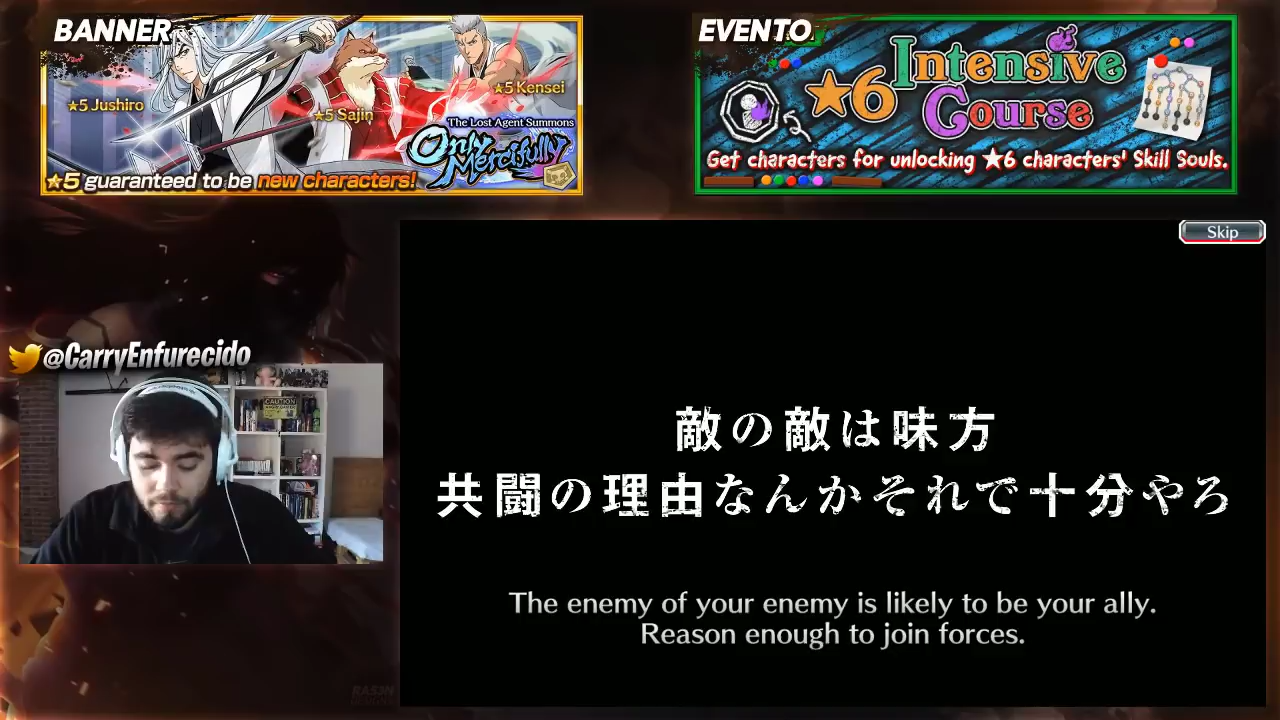 BANNER
★5 Jushiro
★5 Sajin
★5 Kensei
The Lost Agent Summons
Only
Mercifully
★5 guaranteed to be new characters!
EVENTO
★6 Intensive
Course
Get characters for unlocking ★6 characters' Skill Souls.
Skip
@CarryEnfurecido
CAUTION
敵の敵は味方
共闘の理由なんかそれで十分やろ
The enemy of your enemy is likely to be your ally.
Reason enough to join forces.
RAS3N